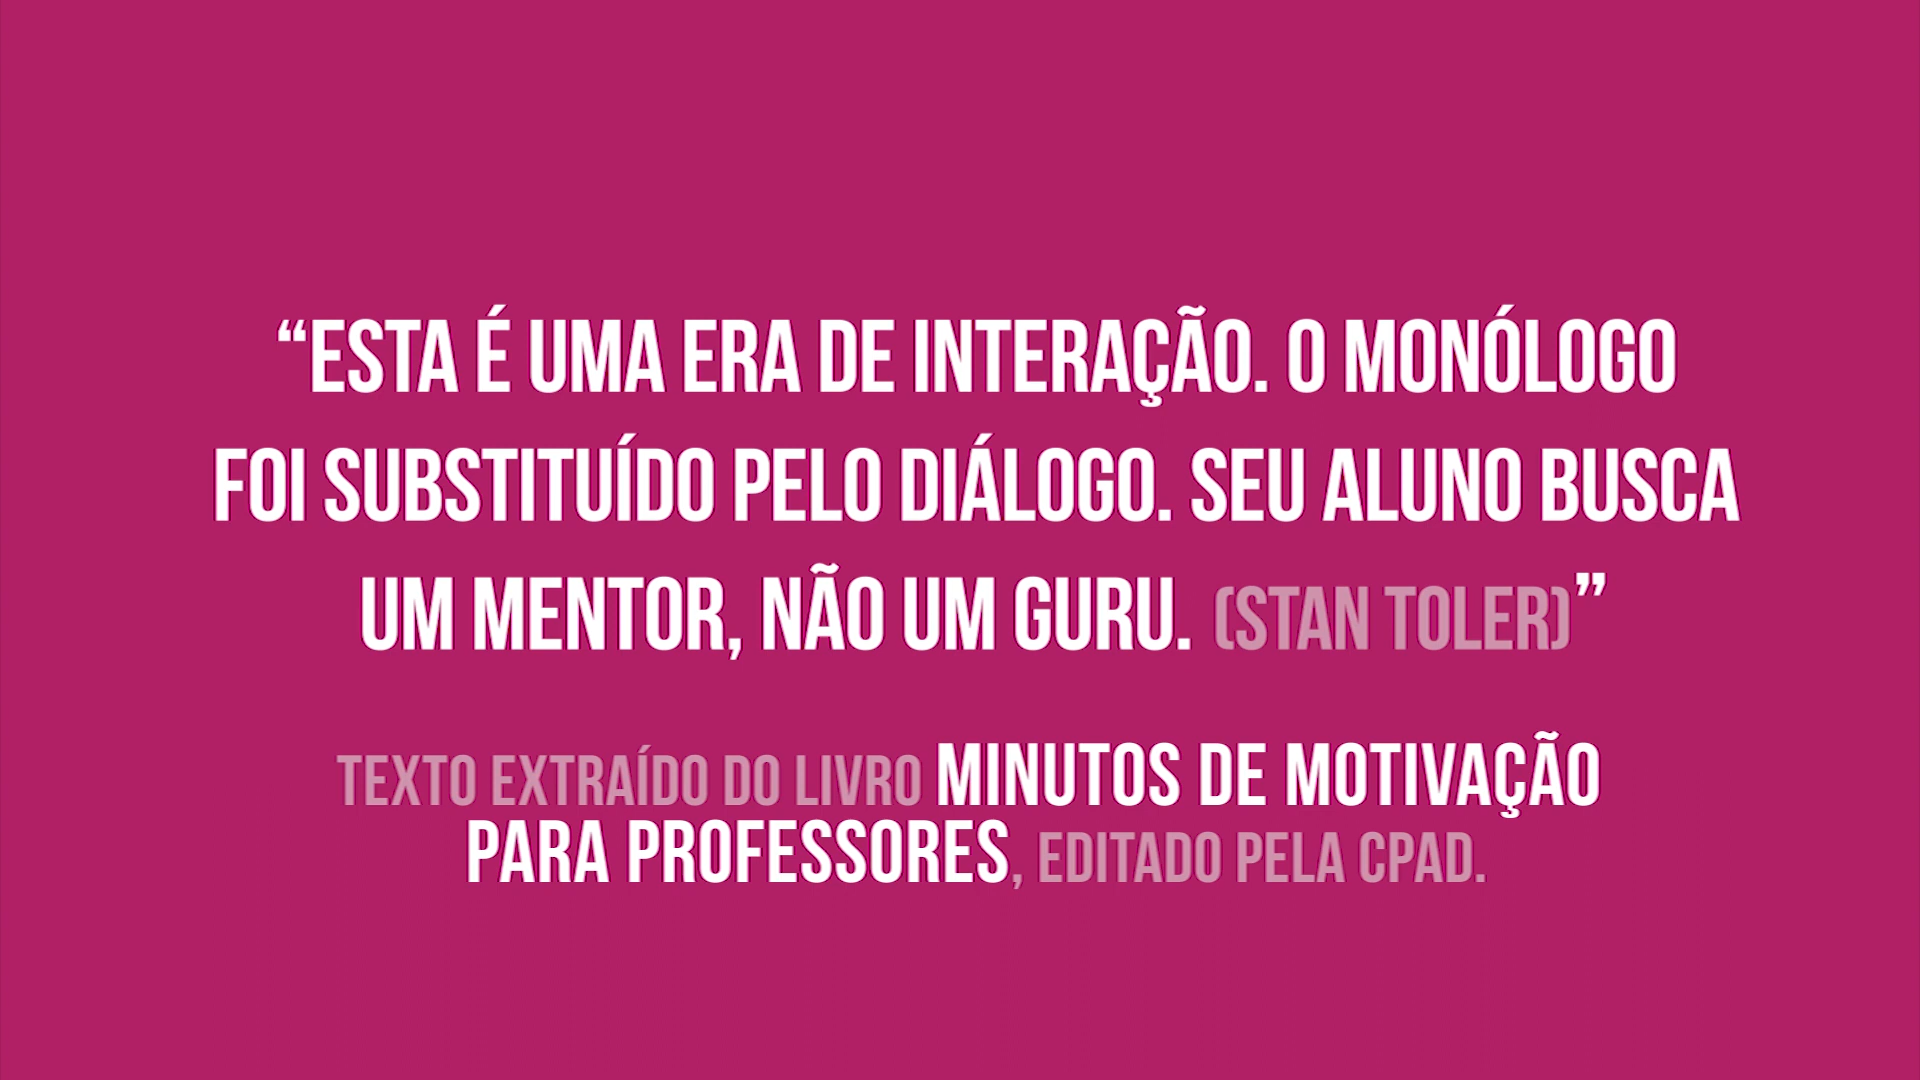 “ESTA É UMA ERA DE INTERAÇÃO. O MONÓLOGO
FOI SUBSTITUÍDO PELO DIÁLOGO. SEU ALUNO BUSCA
UM MENTOR, NÃO UM GURU. (STAN TOLER)”
TEXTO EXTRAÍDO DO LIVRO MINUTOS DE MOTIVAÇÃO
PARA PROFESSORES, EDITADO PELA CPAD.